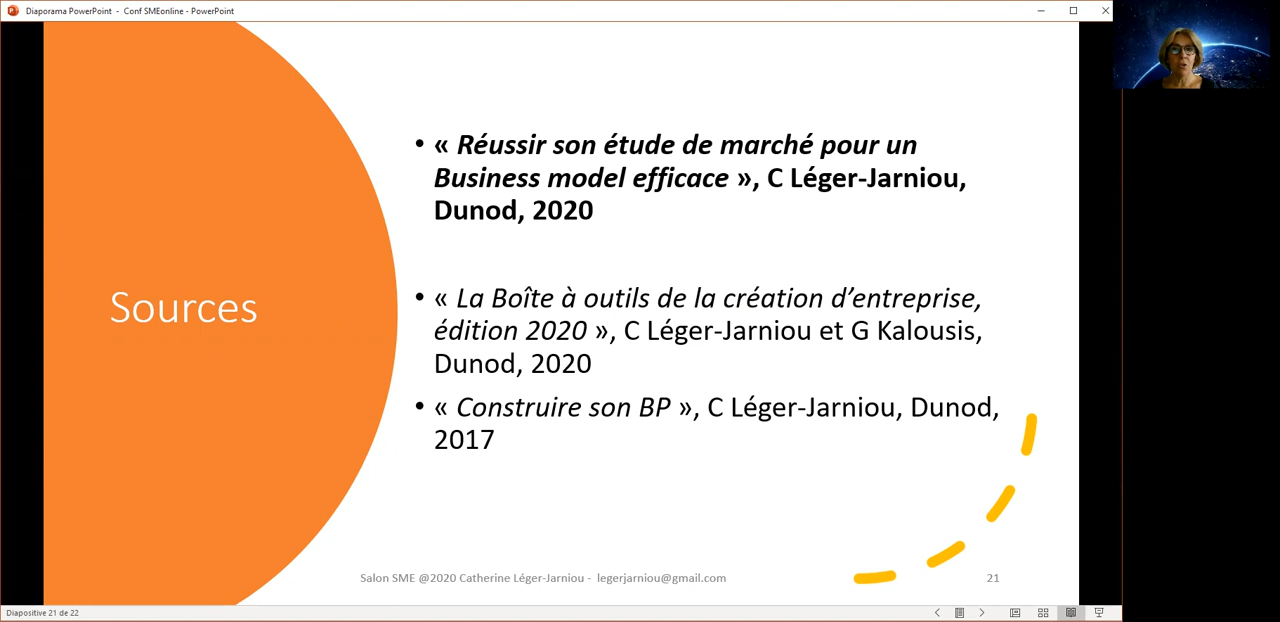 Diaporama PowerPoint - Conf SMEonline - PowerPoint
• « Réussir son étude de marché pour un
Business model efficace », C Léger-Jarniou,
Dunod, 2020
Sources
• « La Boîte à outils de la création d’entreprise,
édition 2020 », C Léger-Jarniou et G Kalousis,
Dunod, 2020
• « Construire son BP », C Léger-Jarniou, Dunod,
2017
Salon SME @2020 Catherine Léger-Jarniou - legerjarniou@gmail.com
21
Diapositive 21 de 22